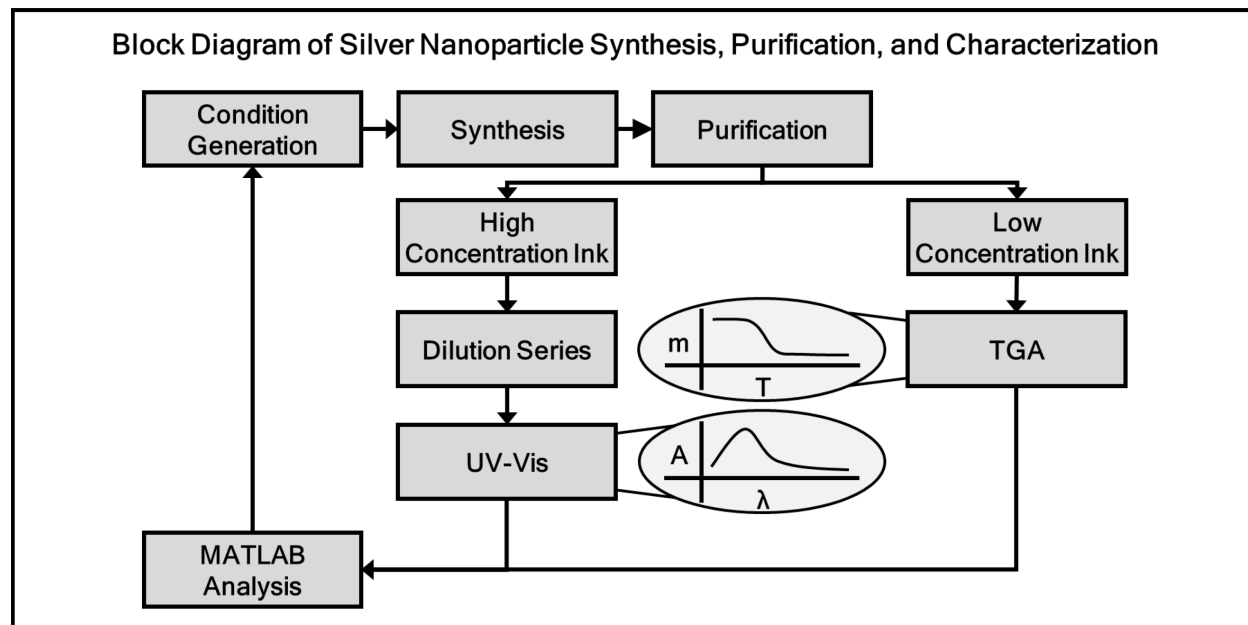 Block Diagram of Silver Nanoparticle Synthesis, Purification, and Characterization
Condition
Generation
Synthesis
Purification
High
Concentration Ink
Low
Concentration Ink
Dilution Series
m
T
TGA
UV-Vis
A
λ
MATLAB
Analysis